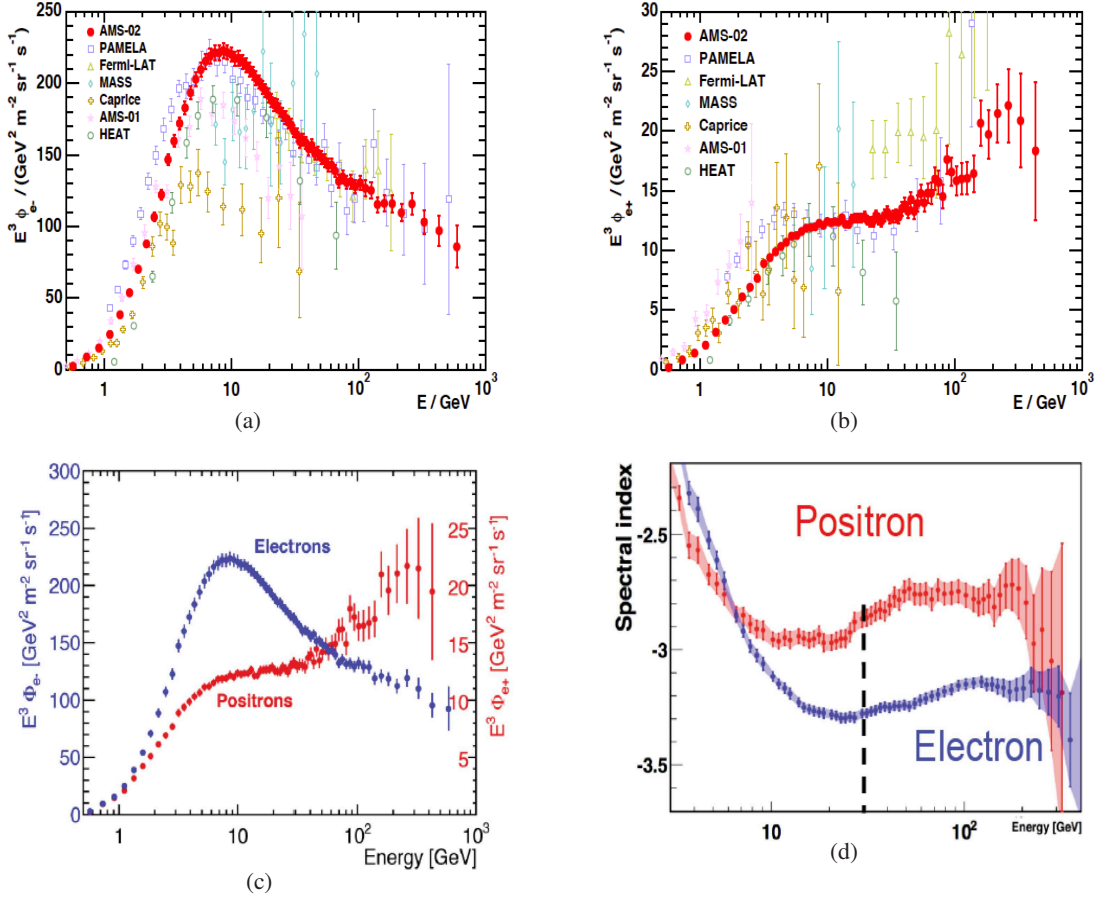 E³ ϕe- / (GeV² m⁻² sr⁻¹ s⁻¹)
250
200
150
100
50
0
AMS-02
PAMELA
Fermi-LAT
MASS
Caprice
AMS-01
HEAT
1 10 10² 10³
E / GeV
(a)
E³ ϕe+ / (GeV² m⁻² sr⁻¹ s⁻¹)
30
25
20
15
10
5
0
AMS-02
PAMELA
Fermi-LAT
MASS
Caprice
AMS-01
HEAT
1 10 10² 10³
E / GeV
(b)
E³ Φe- [GeV² m⁻² sr⁻¹ s⁻¹]
300
250
200
150
100
50
0
Electrons
Positrons
25
20
15
10
5
E³ Φe+ [GeV² m⁻² sr⁻¹ s⁻¹]
1 10 10² 10³
Energy [GeV]
(c)
Spectral index
-2.5
-3
-3.5
Positron
Electron
10 10² Energy [GeV]
(d)